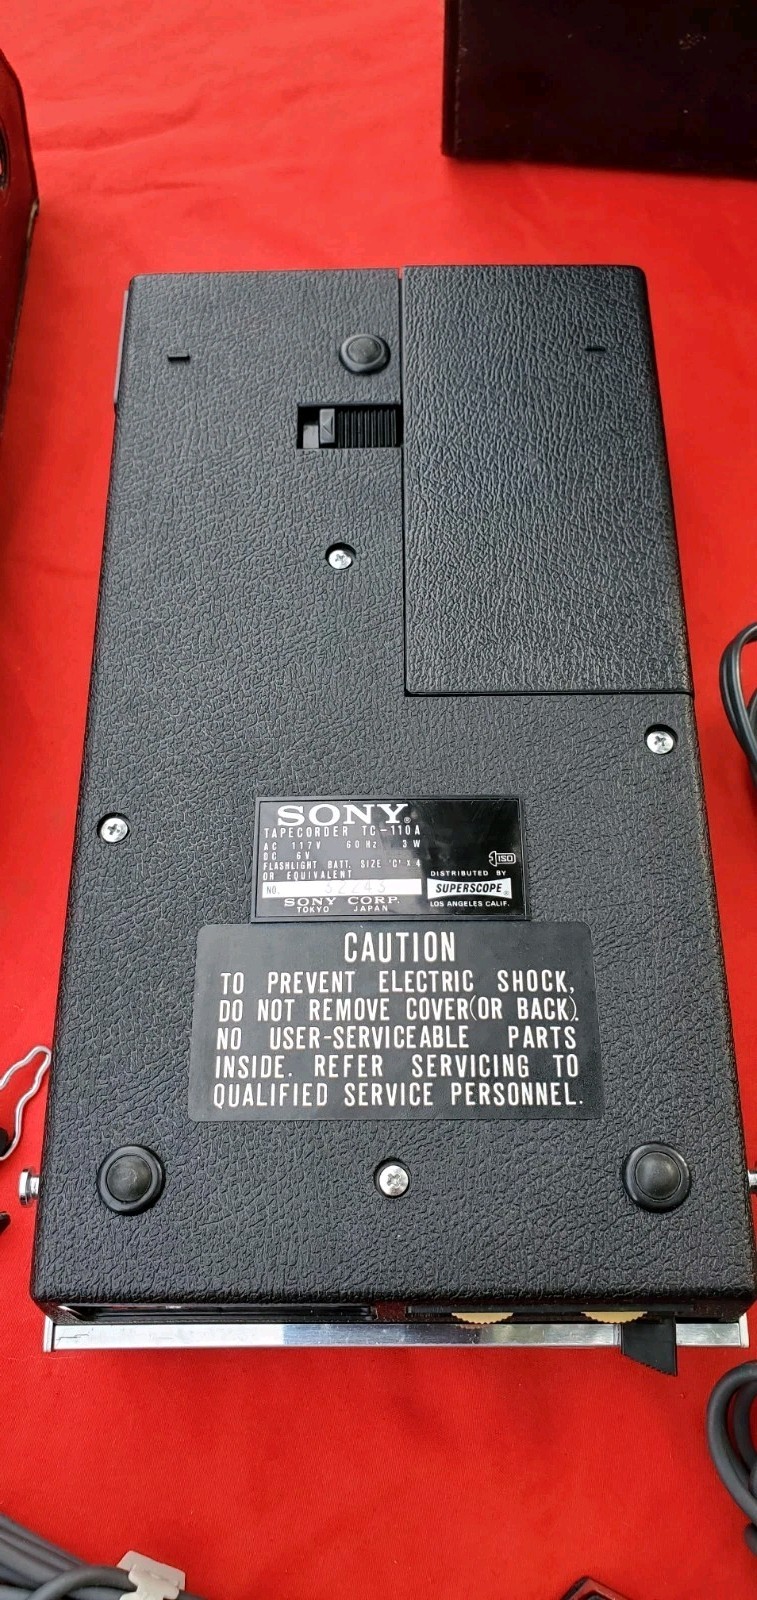 SONY®
TAPECORDER TC-110A
AC 117V 60Hz 3W
DC 6V
FLASHLIGHT BATT. SIZE 'C' x 4
OR EQUIVALENT
NO. 32243
SONY CORP.
TOKYO JAPAN
ISO
DISTRIBUTED BY
SUPERSCOPE®
LOS ANGELES CALIF.
CAUTION
TO PREVENT ELECTRIC SHOCK,
DO NOT REMOVE COVER(OR BACK).
NO USER-SERVICEABLE PARTS
INSIDE. REFER SERVICING TO
QUALIFIED SERVICE PERSONNEL.